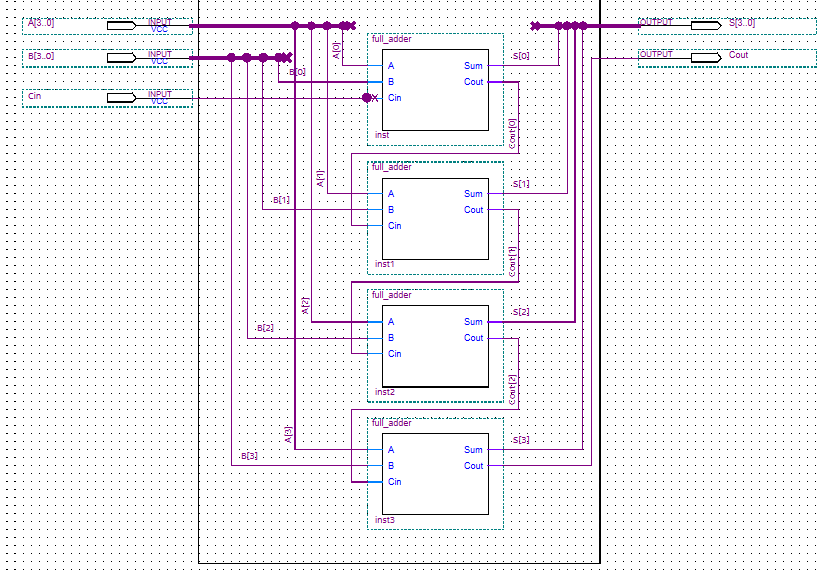 A[3..0] INPUT VCC
OUTPUT S[3..0]
B[3..0] INPUT VCC
OUTPUT Cout
Cin INPUT VCC
full_adder
A[0]
B[0]
A Sum S[0]
B Cout
Cin
Cout[0]
inst
full_adder
A[1]
B[1]
A Sum S[1]
B Cout
Cin
Cout[1]
inst1
full_adder
A[2]
B[2]
A Sum S[2]
B Cout
Cin
Cout[2]
inst2
full_adder
A[3]
B[3]
A Sum S[3]
B Cout
Cin
inst3